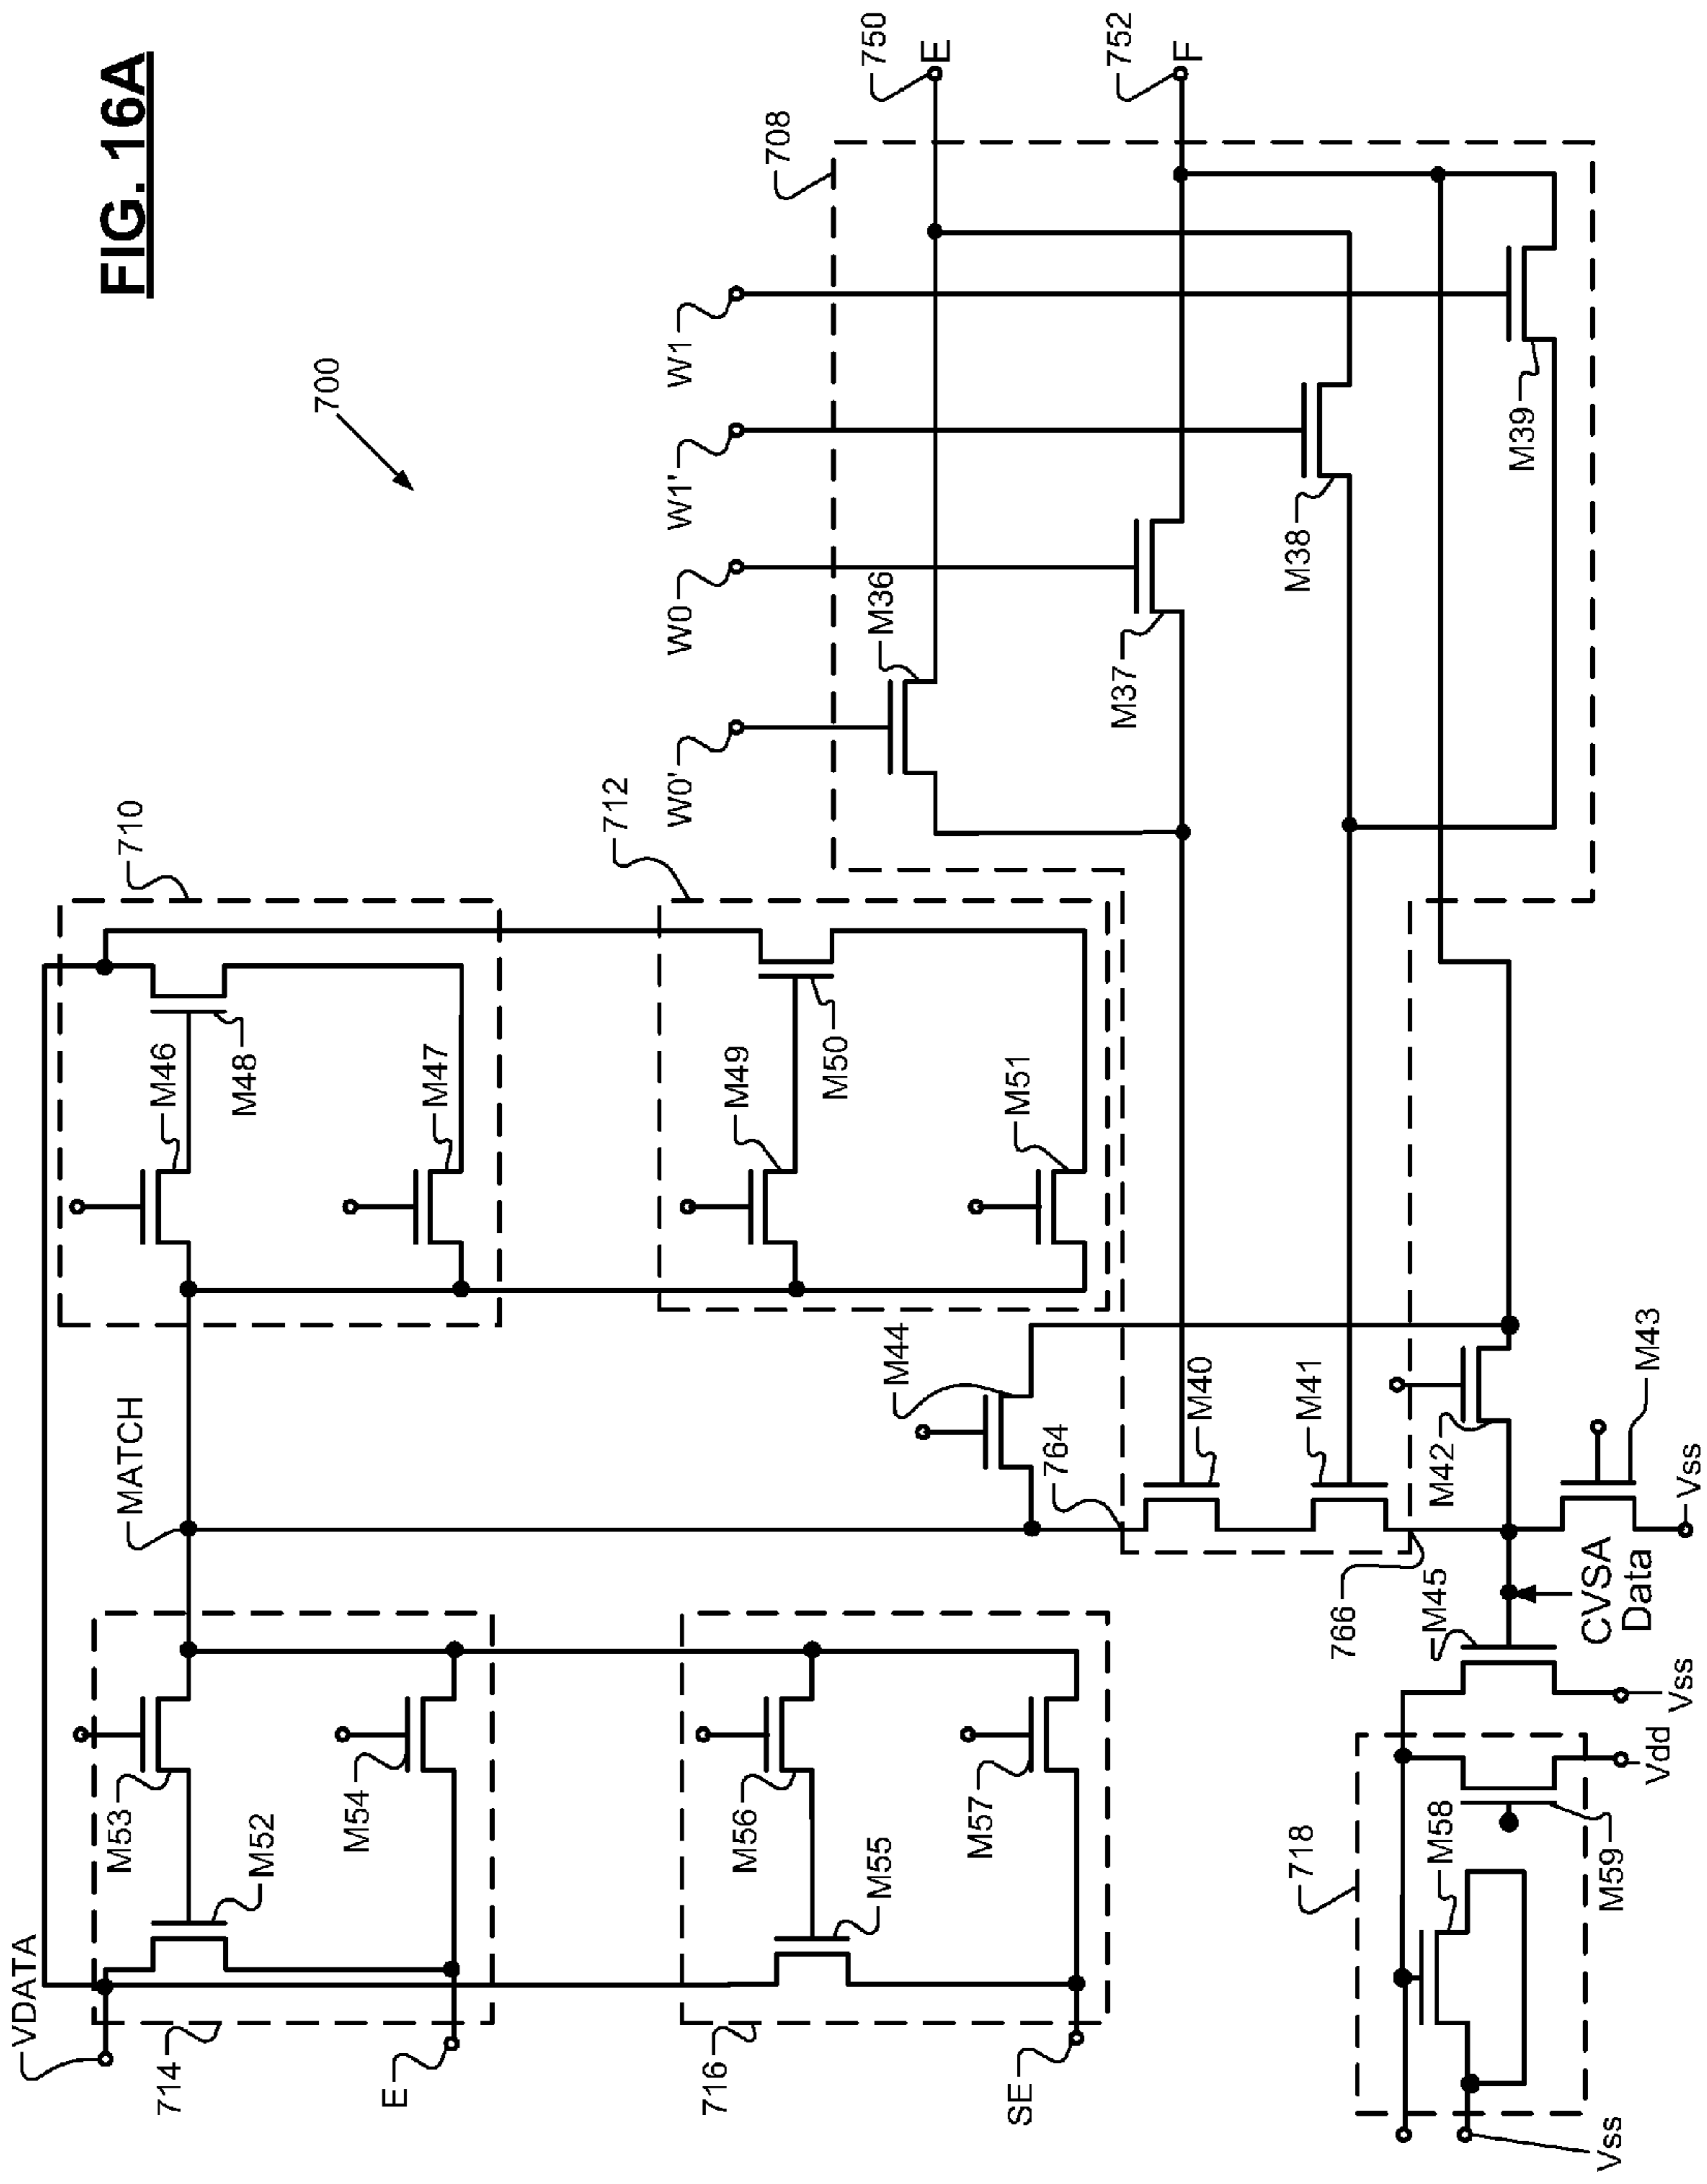 FIG. 16A
700
VDATA
714
E
M53
M52
M54
MATCH
M46
M48
M47
710
716
SE
M56
M55
M57
M44
764
M49
M50
M51
712
W0'
W0
W1'
W1
708
750
E
752
F
M36
M37
M38
M39
M40
M41
M42
M43
766
CVSA
Data
M45
Vss
Vss
Vdd
718
M58
M59
Vss